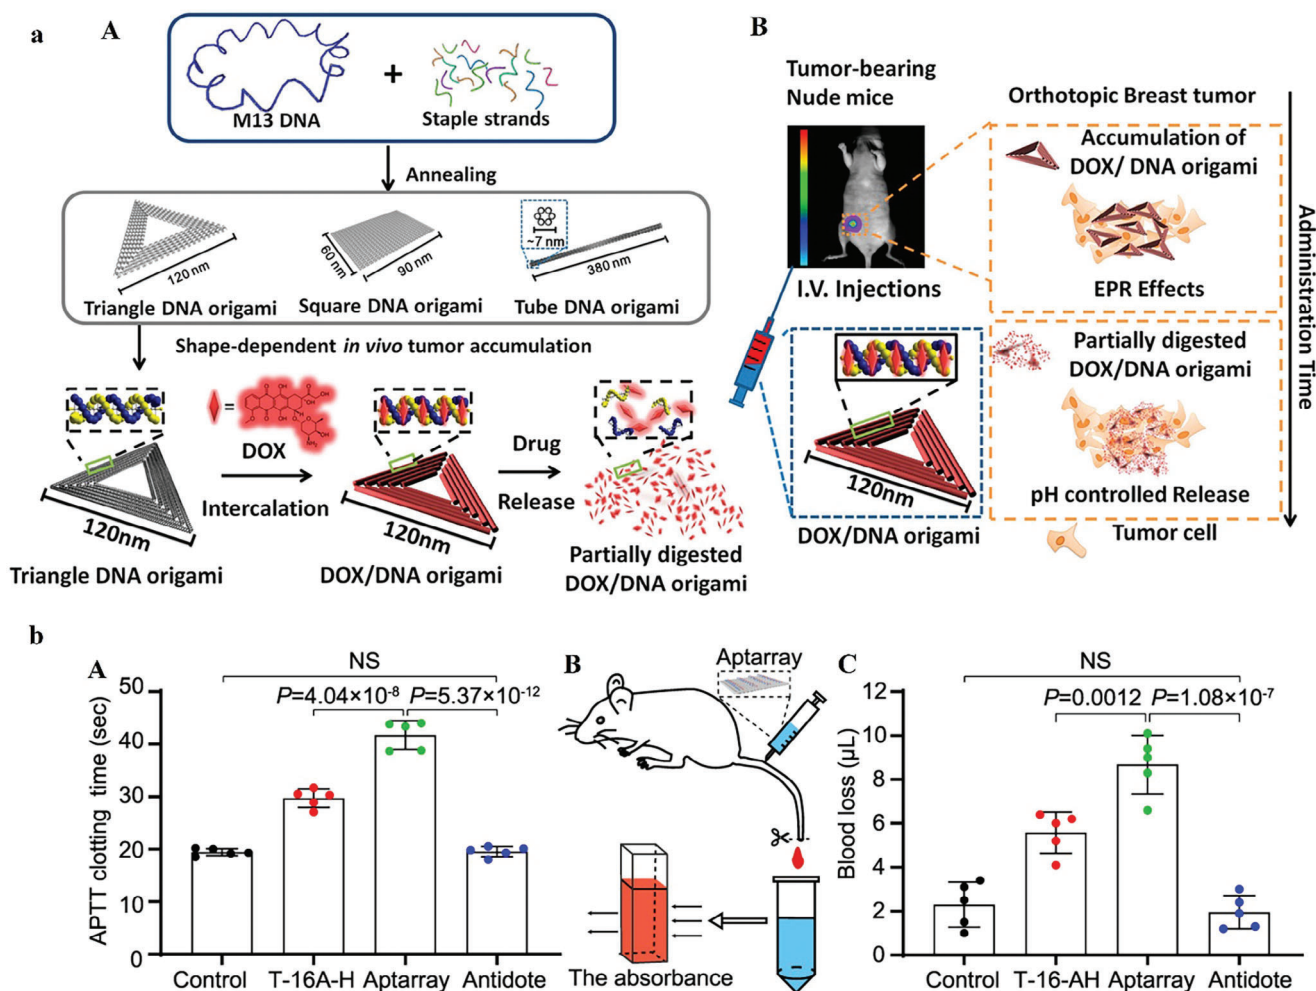 a
A
M13 DNA
+
Staple strands
Annealing
120 nm
60 nm
90 nm
~7 nm
380 nm
Triangle DNA origami
Square DNA origami
Tube DNA origami
Shape-dependent in vivo tumor accumulation
=
DOX
Intercalation
Drug
Release
120nm
120nm
Triangle DNA origami
DOX/DNA origami
Partially digested
DOX/DNA origami
B
Tumor-bearing
Nude mice
I.V. Injections
120nm
DOX/DNA origami
Orthotopic Breast tumor
Accumulation of
DOX/ DNA origami
EPR Effects
Partially digested
DOX/DNA origami
pH controlled Release
Tumor cell
Administration Time
b
A
NS
P=4.04×10-8
P=5.37×10-12
APTT clotting time (sec)
50
40
30
20
10
0
Control
T-16A-H
Aptarray
Antidote
B
Aptarray
The absorbance
C
NS
P=0.0012
P=1.08×10-7
Blood loss (µL)
12
10
8
6
4
2
0
Control
T-16-AH
Aptarray
Antidote